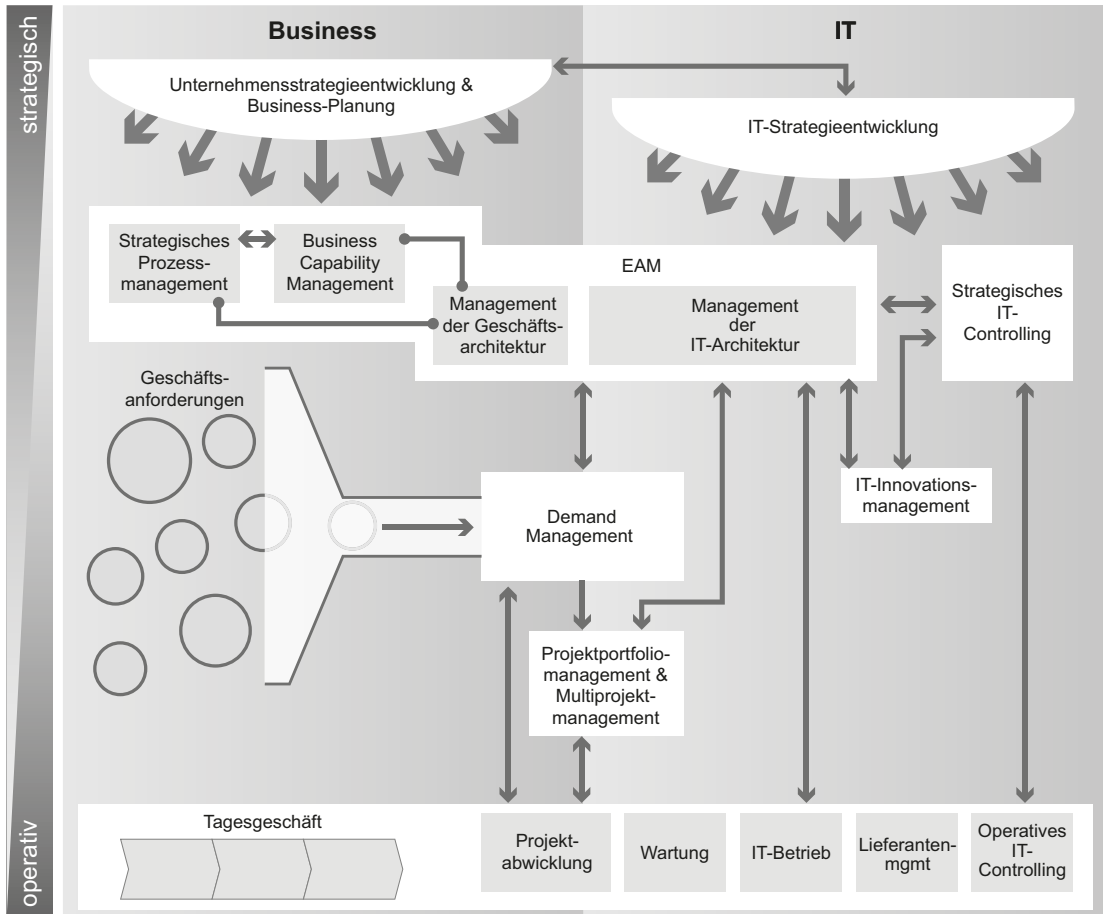 strategisch
Business
IT
Unternehmensstrategieentwicklung &
Business-Planung
IT-Strategieentwicklung
Strategisches
Prozess-
management
Business
Capability
Management
EAM
Management
der Geschäfts-
architektur
Management
der
IT-Architektur
Strategisches
IT-
Controlling
Geschäfts-
anforderungen
IT-Innovations-
management
Demand
Management
Projektportfolio-
management &
Multiprojekt-
management
operativ
Tagesgeschäft
Projekt-
abwicklung
Wartung
IT-Betrieb
Lieferanten-
mgmt
Operatives
IT-
Controlling